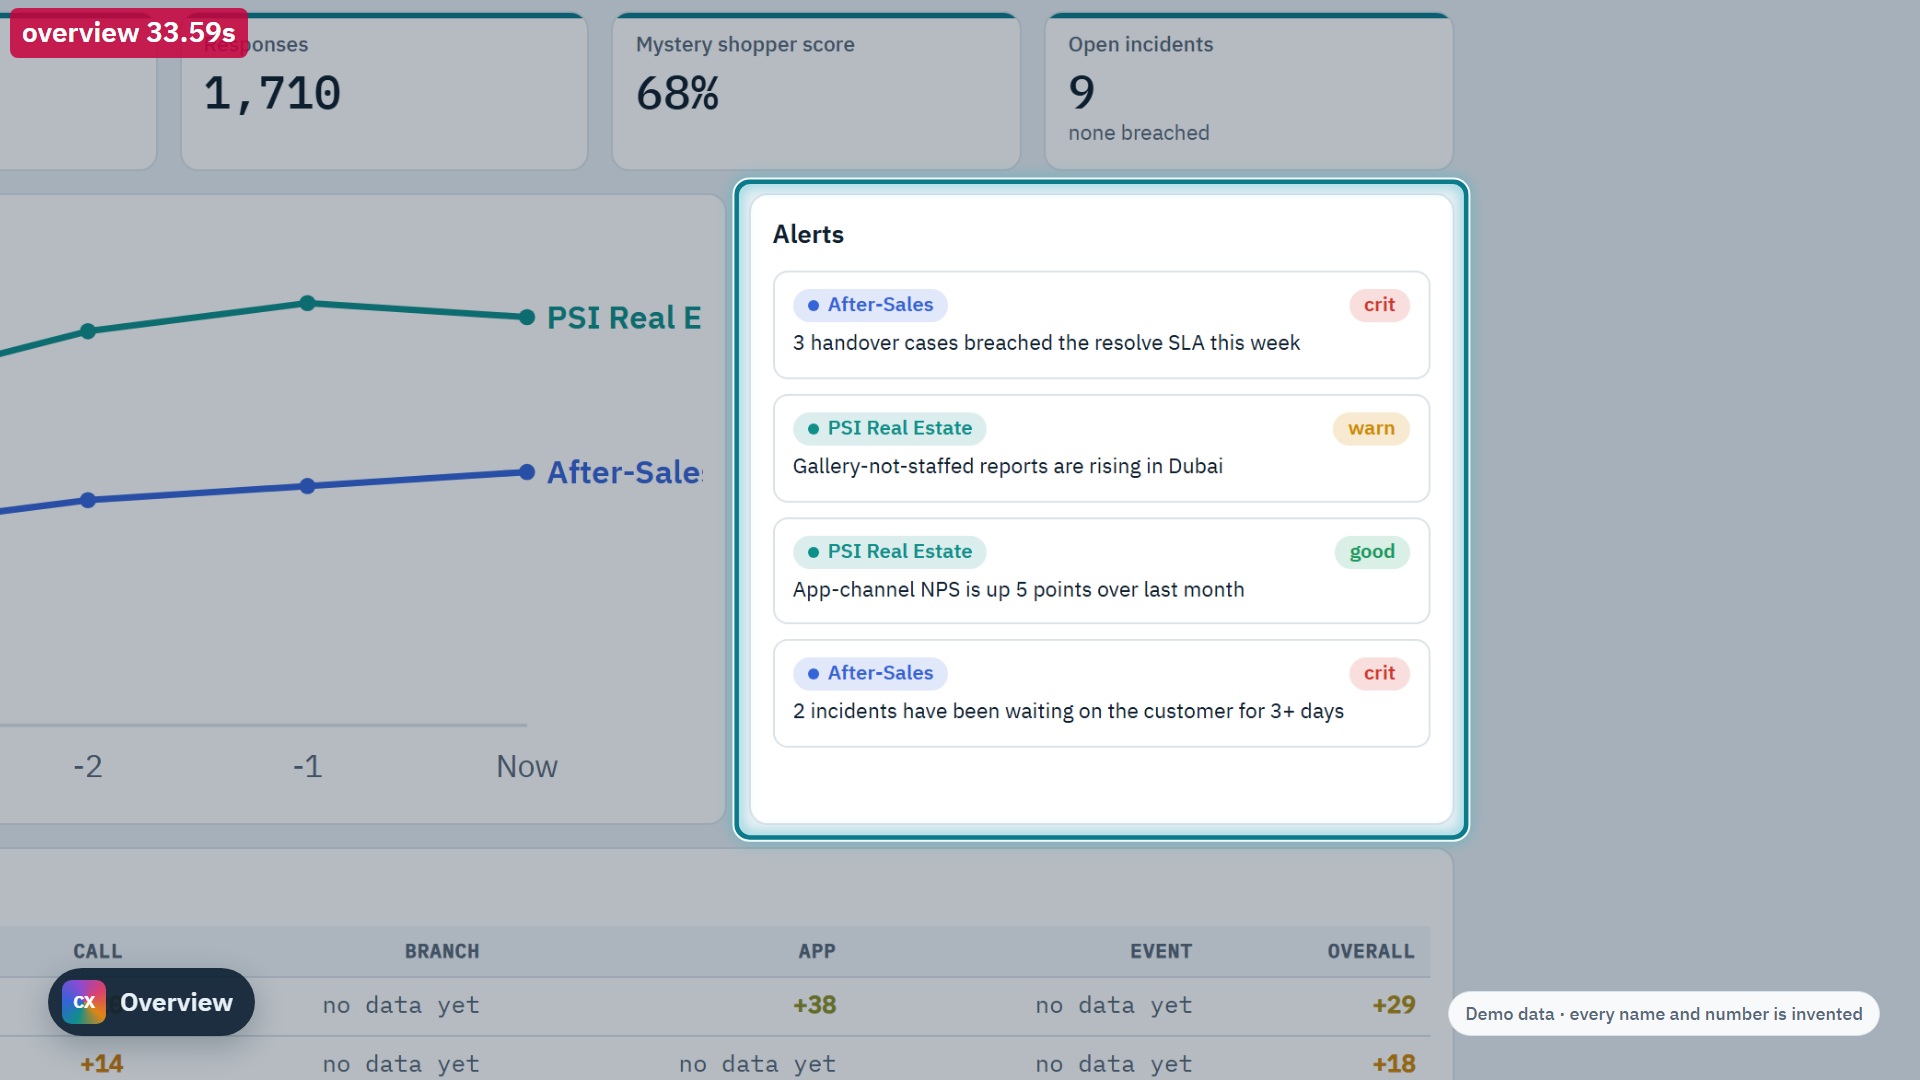 overview 33.59s
Responses
1,710
Mystery shopper score
68%
Open incidents
9
none breached
PSI Real E
After-Sales
-2
-1
Now
Alerts
After-Sales
crit
3 handover cases breached the resolve SLA this week
PSI Real Estate
warn
Gallery-not-staffed reports are rising in Dubai
PSI Real Estate
good
App-channel NPS is up 5 points over last month
After-Sales
crit
2 incidents have been waiting on the customer for 3+ days
CALL BRANCH APP EVENT OVERALL
no data yet +38 no data yet +29
+14 no data yet no data yet no data yet +18
CX Overview
Demo data · every name and number is invented